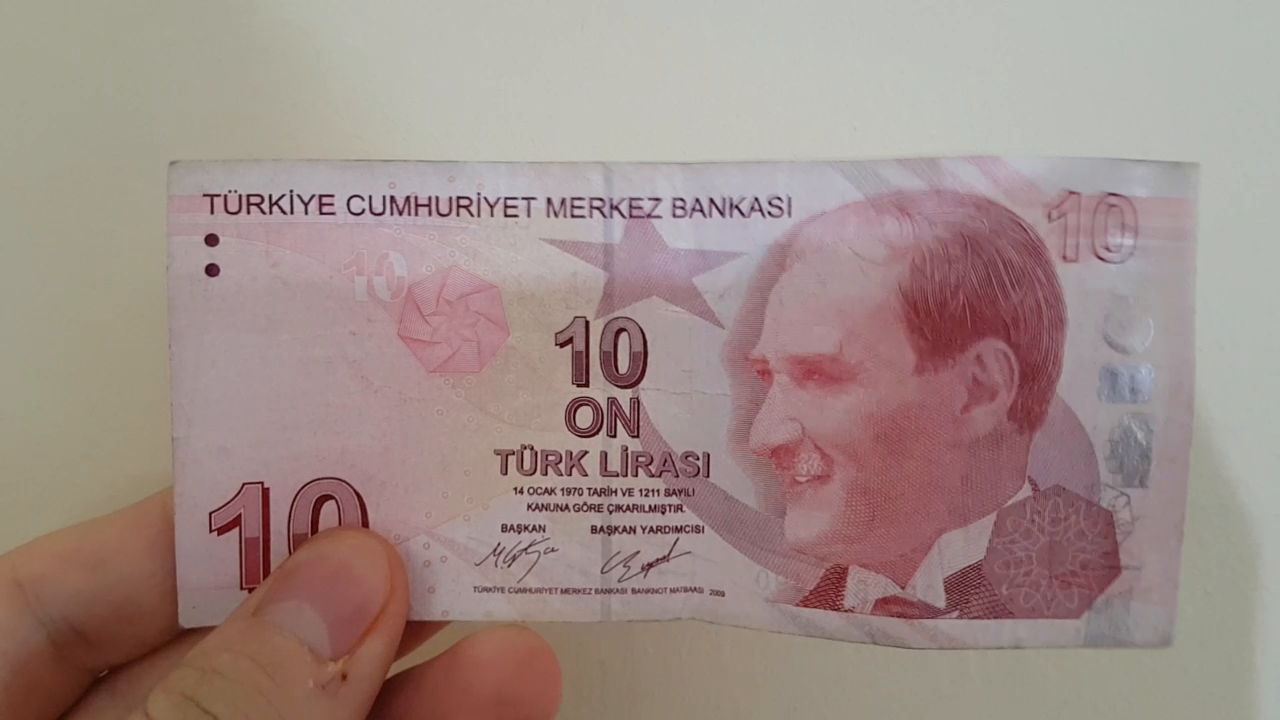 TÜRKİYE CUMHURİYET MERKEZ BANKASI
10
10
10
ON
TÜRK LİRASI
14 OCAK 1970 TARİH VE 1211 SAYILI
KANUNA GÖRE ÇIKARILMIŞTIR.
BAŞKAN BAŞKAN YARDIMCISI
10
TÜRKİYE CUMHURİYET MERKEZ BANKASI BANKNOT MATBAASI 2009